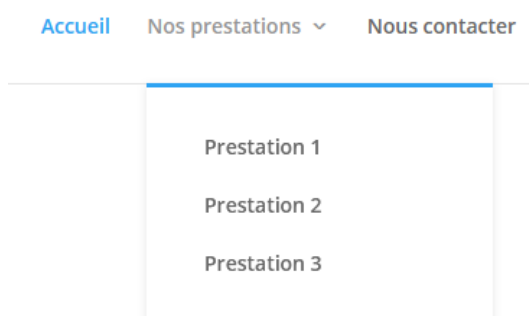 Accueil Nos prestations Nous contacter
Prestation 1
Prestation 2
Prestation 3